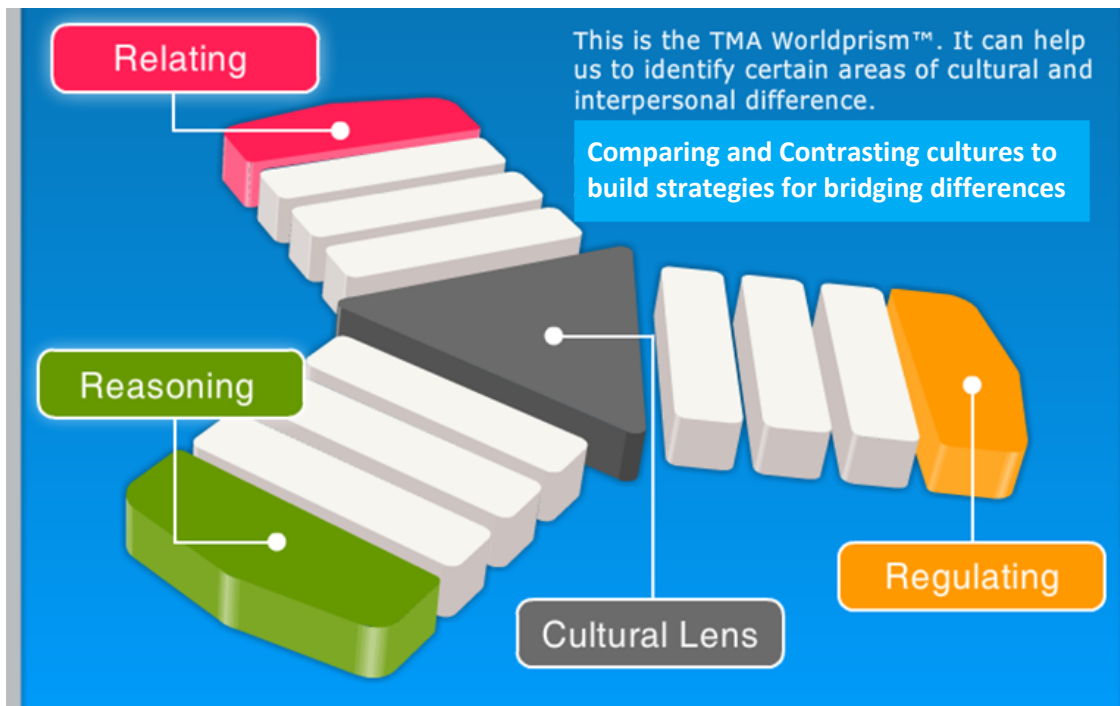 Relating
This is the TMA Worldprism™. It can help
us to identify certain areas of cultural and
interpersonal difference.
Comparing and Contrasting cultures to
build strategies for bridging differences
Reasoning
Regulating
Cultural Lens